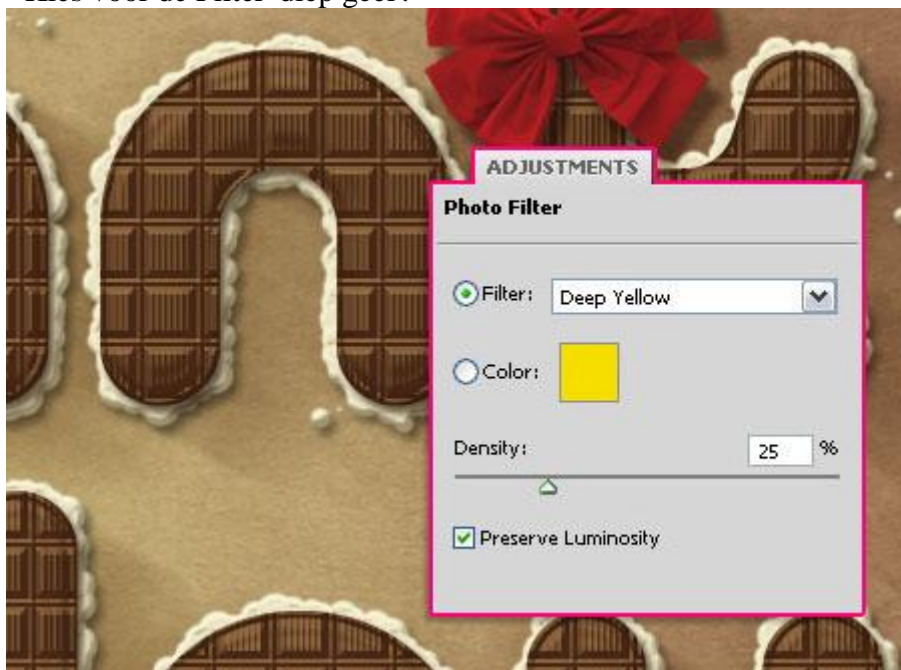 ADJUSTMENTS
Photo Filter
Filter: Deep Yellow
Color:
Density: 25 %
Preserve Luminosity